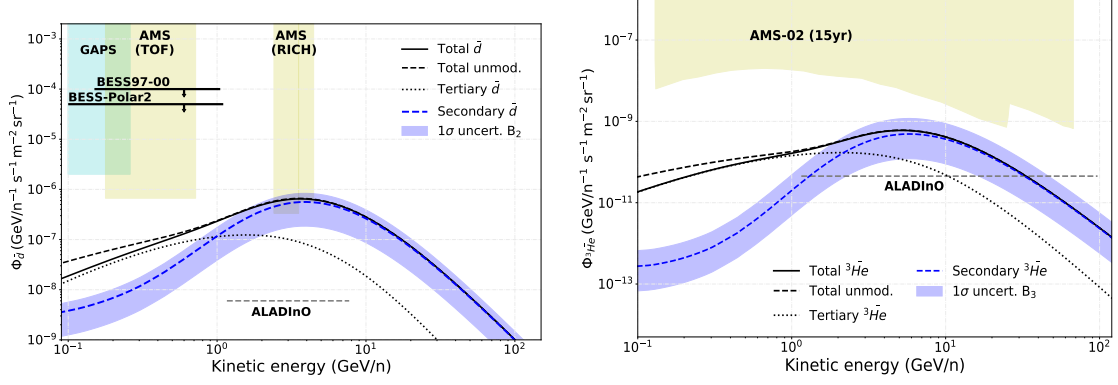 10⁻³
10⁻⁴
10⁻⁵
10⁻⁶
10⁻⁷
10⁻⁸
10⁻⁹
Φ_d̄ (GeV/n⁻¹ s⁻¹ m⁻² sr⁻¹)
GAPS
AMS
(TOF)
AMS
(RICH)
BESS97-00
BESS-Polar2
Total d̄
Total unmod.
Tertiary d̄
Secondary d̄
1σ uncert. B₂
ALADInO
10⁻¹
10⁰
10¹
10²
Kinetic energy (GeV/n)
10⁻⁷
10⁻⁹
10⁻¹¹
10⁻¹³
Φ_³H̄e (GeV/n⁻¹ s⁻¹ m⁻² sr⁻¹)
AMS-02 (15yr)
ALADInO
Total ³H̄e
Total unmod.
Tertiary ³H̄e
Secondary ³H̄e
1σ uncert. B₃
10⁻¹
10⁰
10¹
10²
Kinetic energy (GeV/n)